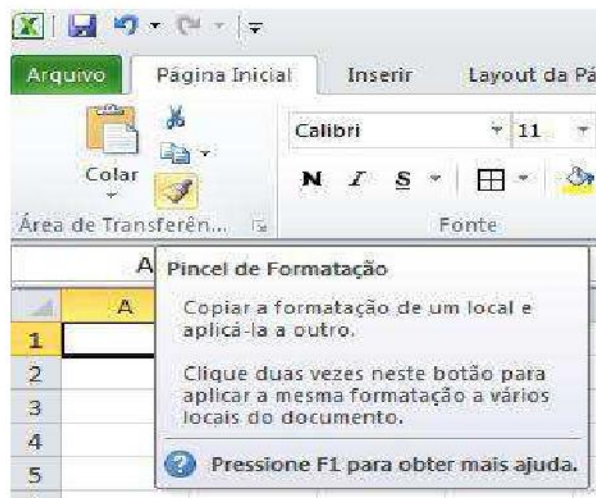 Arquivo Página Inicial Inserir Layout da Pá
Calibri 11
Colar
N I S
Área de Transferên... Fonte
A
Pincel de Formatação
A
Copiar a formatação de um local e
aplicá-la a outro.
1
2
Clique duas vezes neste botão para
aplicar a mesma formatação a vários
locais do documento.
3
4
Pressione F1 para obter mais ajuda.
5